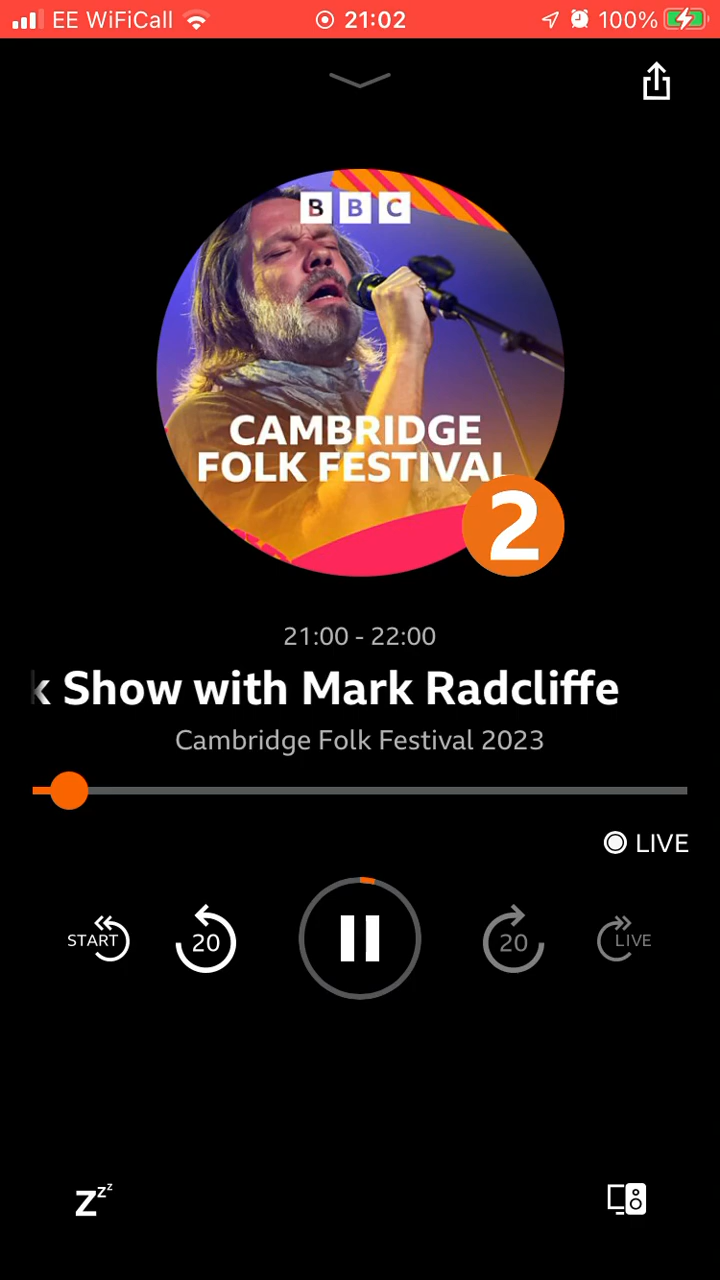 EE WiFiCall 21:02 100%
BBC
CAMBRIDGE
FOLK FESTIVAL
2
21:00 - 22:00
k Show with Mark Radcliffe
Cambridge Folk Festival 2023
LIVE
START 20 20 LIVE
zzz